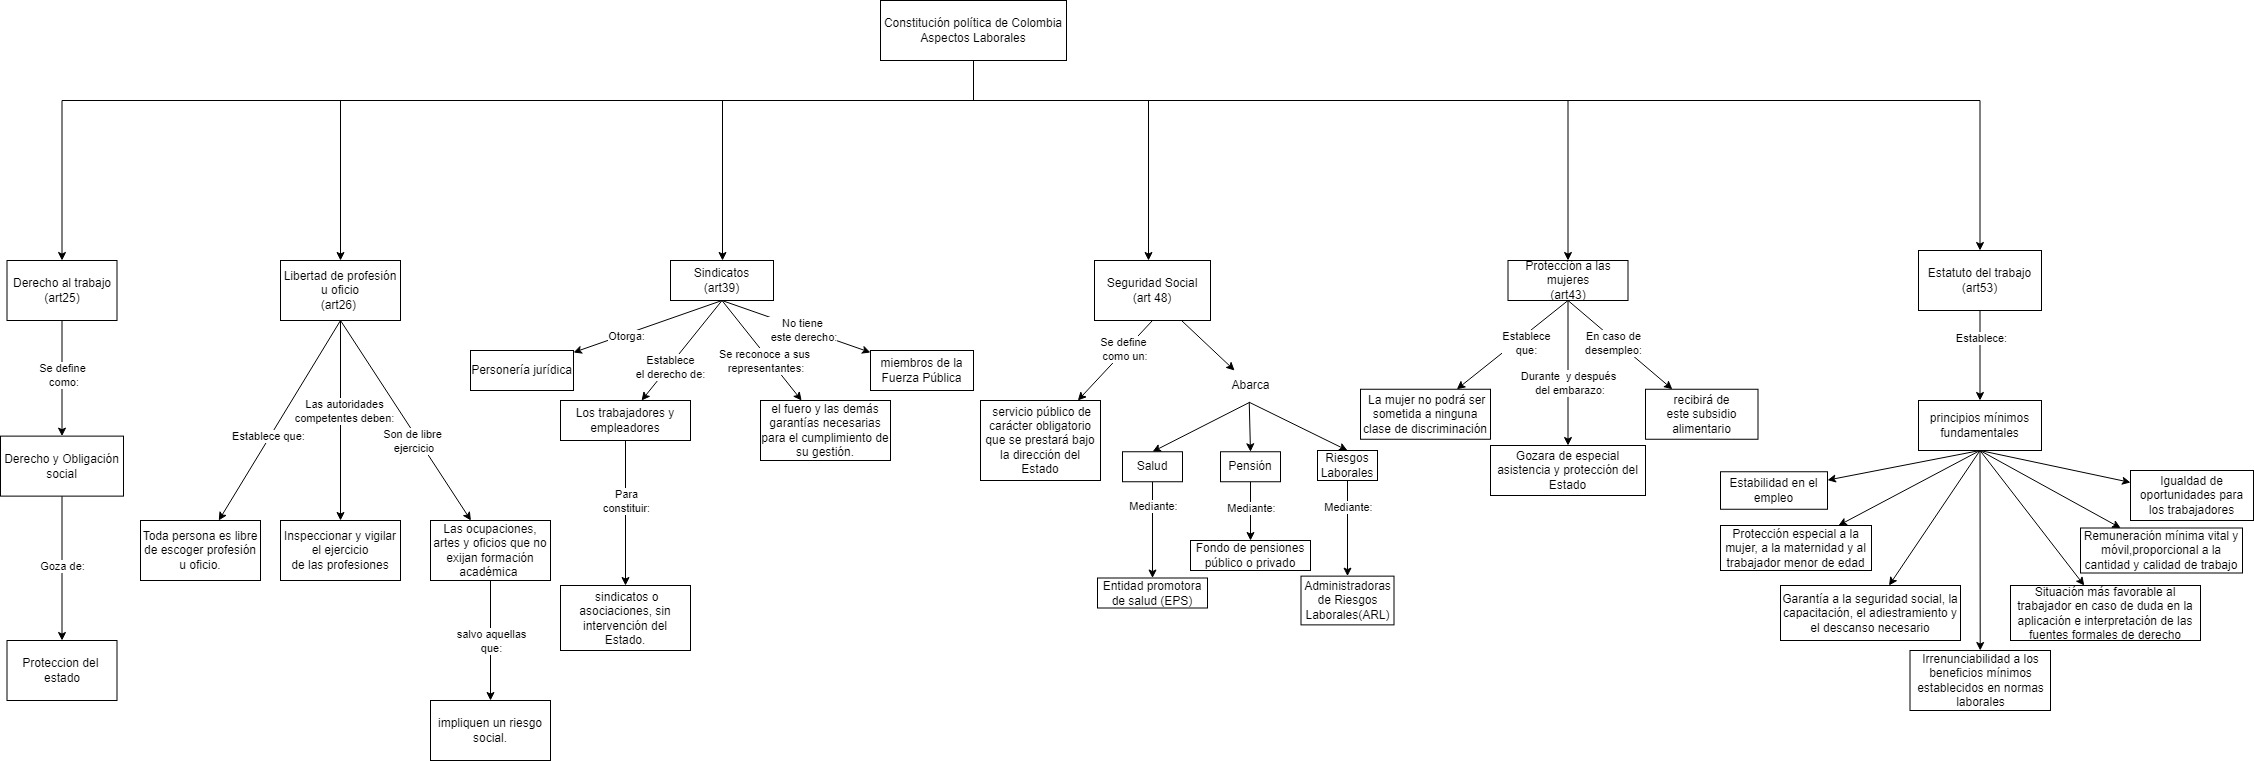 Constitución política de Colombia
Aspectos Laborales
Derecho al trabajo
(art25)
Se define
como:
Derecho y Obligación
social
Goza de:
Proteccion del
estado
Libertad de profesión
u oficio
(art26)
Establece que:
Toda persona es libre
de escoger profesión
u oficio.
Las autoridades
competentes deben:
Inspeccionar y vigilar
el ejercicio
de las profesiones
Son de libre
ejercicio
Las ocupaciones,
artes y oficios que no
exijan formación
académica
salvo aquellas
que:
impliquen un riesgo
social.
Sindicatos
(art39)
Otorga:
Personería jurídica
Establece
el derecho de:
Los trabajadores y
empleadores
Para
constituir:
sindicatos o
asociaciones, sin
intervención del
Estado.
Se reconoce a sus
representantes:
el fuero y las demás
garantías necesarias
para el cumplimiento de
su gestión.
No tiene
este derecho:
miembros de la
Fuerza Pública
Seguridad Social
(art 48)
Se define
como un:
servicio público de
carácter obligatorio
que se prestará bajo
la dirección del
Estado
Abarca
Salud
Mediante:
Entidad promotora
de salud (EPS)
Pensión
Mediante:
Fondo de pensiones
público o privado
Riesgos
Laborales
Mediante:
Administradoras
de Riesgos
Laborales(ARL)
Protección a las
mujeres
(art43)
Establece
que:
La mujer no podrá ser
sometida a ninguna
clase de discriminación
Durante  y después
del embarazo:
Gozara de especial
asistencia y protección del
Estado
En caso de
desempleo:
recibirá de
este subsidio
alimentario
Estatuto del trabajo
(art53)
Establece:
principios mínimos
fundamentales
Estabilidad en el
empleo
Protección especial a la
mujer, a la maternidad y al
trabajador menor de edad
Garantía a la seguridad social, la
capacitación, el adiestramiento y
el descanso necesario
Irrenunciabilidad a los
beneficios mínimos
establecidos en normas
laborales
Situación más favorable al
trabajador en caso de duda en la
aplicación e interpretación de las
fuentes formales de derecho
Remuneración mínima vital y
móvil,proporcional a la
cantidad y calidad de trabajo
Igualdad de
oportunidades para
los trabajadores